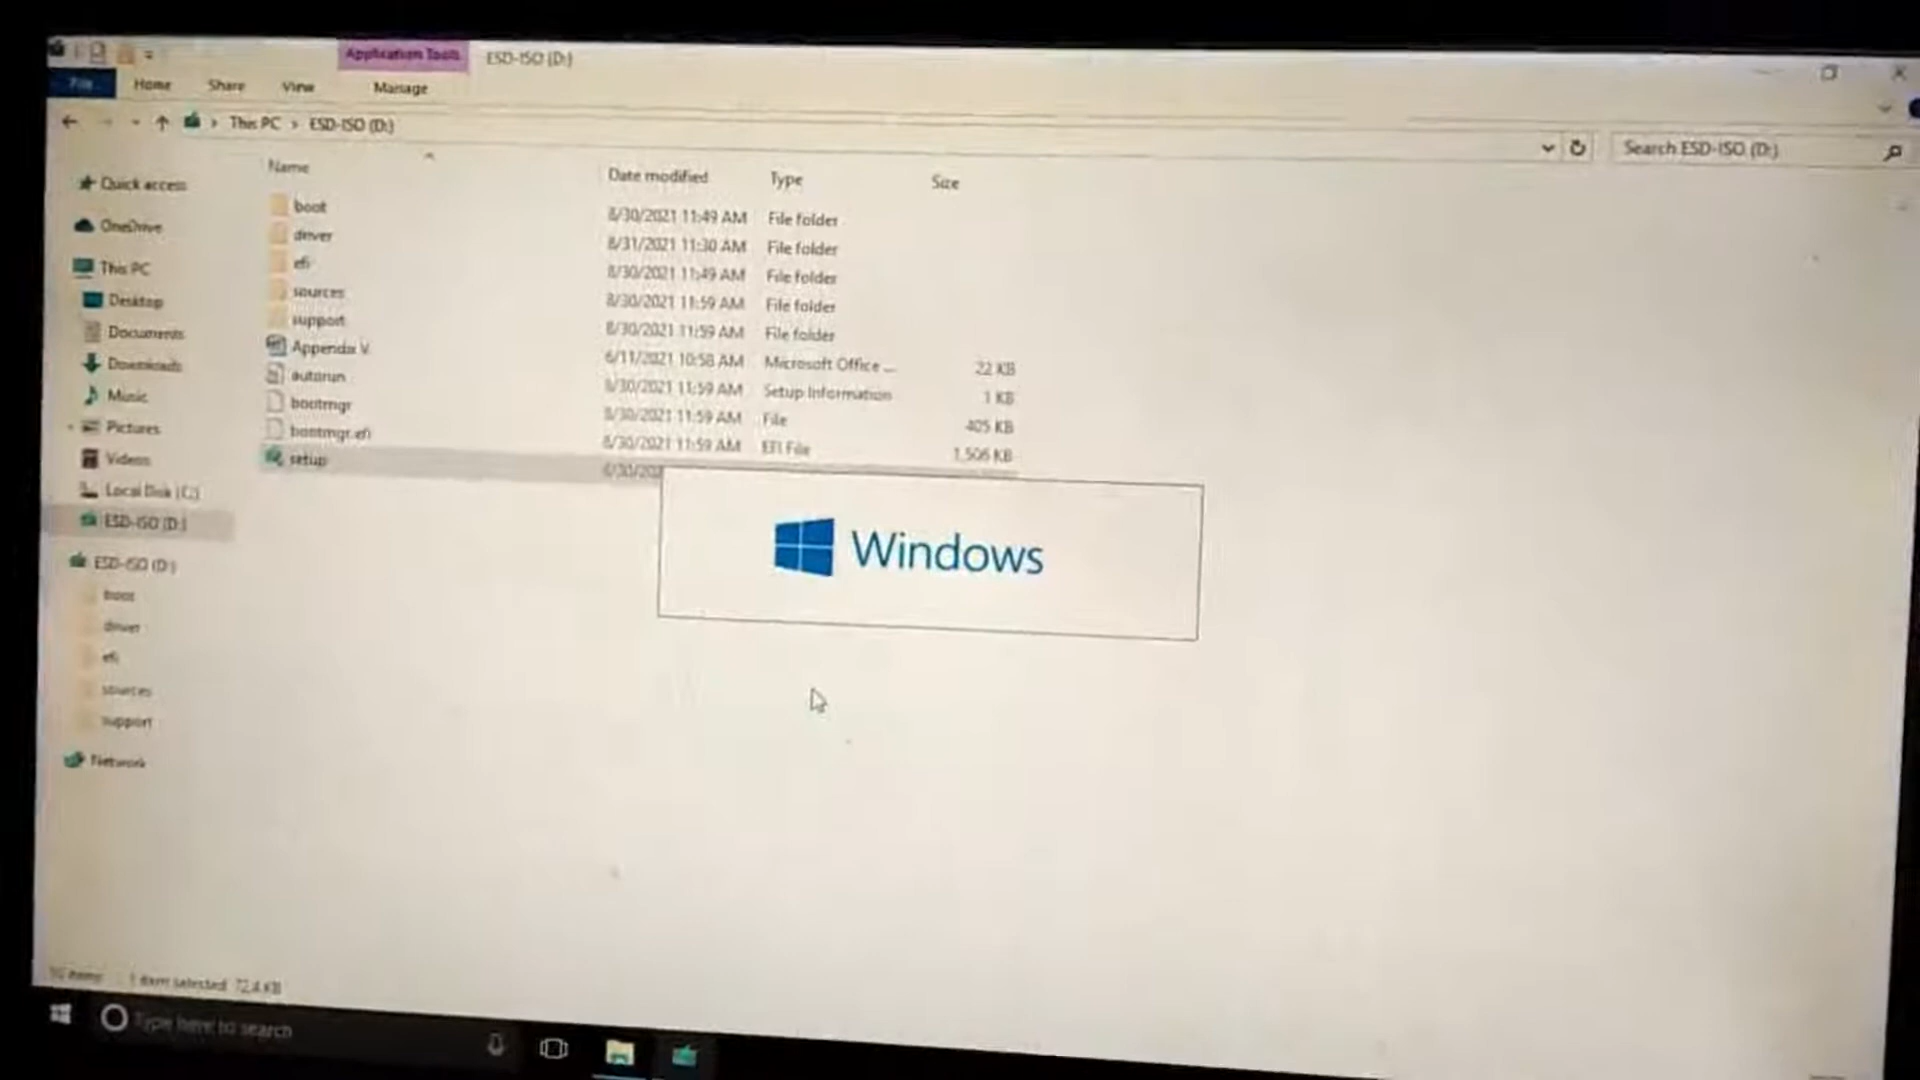 Application Tools ESD-ISO (D:)
File Home Share View Manage
This PC > ESD-ISO (D:) Search ESD-ISO (D:)
Name Date modified Type Size
Quick access
OneDrive
This PC
Desktop
Documents
Downloads
Music
Pictures
Videos
Local Disk (C:)
ESD-ISO (D:)
ESD-ISO (D:)
boot
driver
efi
sources
support
Network
boot 8/30/2021 11:49 AM File folder
driver 8/31/2021 11:30 AM File folder
efi 8/30/2021 11:49 AM File folder
sources 8/30/2021 11:59 AM File folder
support 8/30/2021 11:59 AM File folder
Appendix V 6/11/2021 10:58 AM Microsoft Office ... 22 KB
autorun 8/30/2021 11:59 AM Setup Information 1 KB
bootmgr 8/30/2021 11:59 AM File 405 KB
bootmgr.efi 8/30/2021 11:59 AM EFI File 1,506 KB
setup
Windows
10 items 1 item selected 72.4 KB
Type here to search